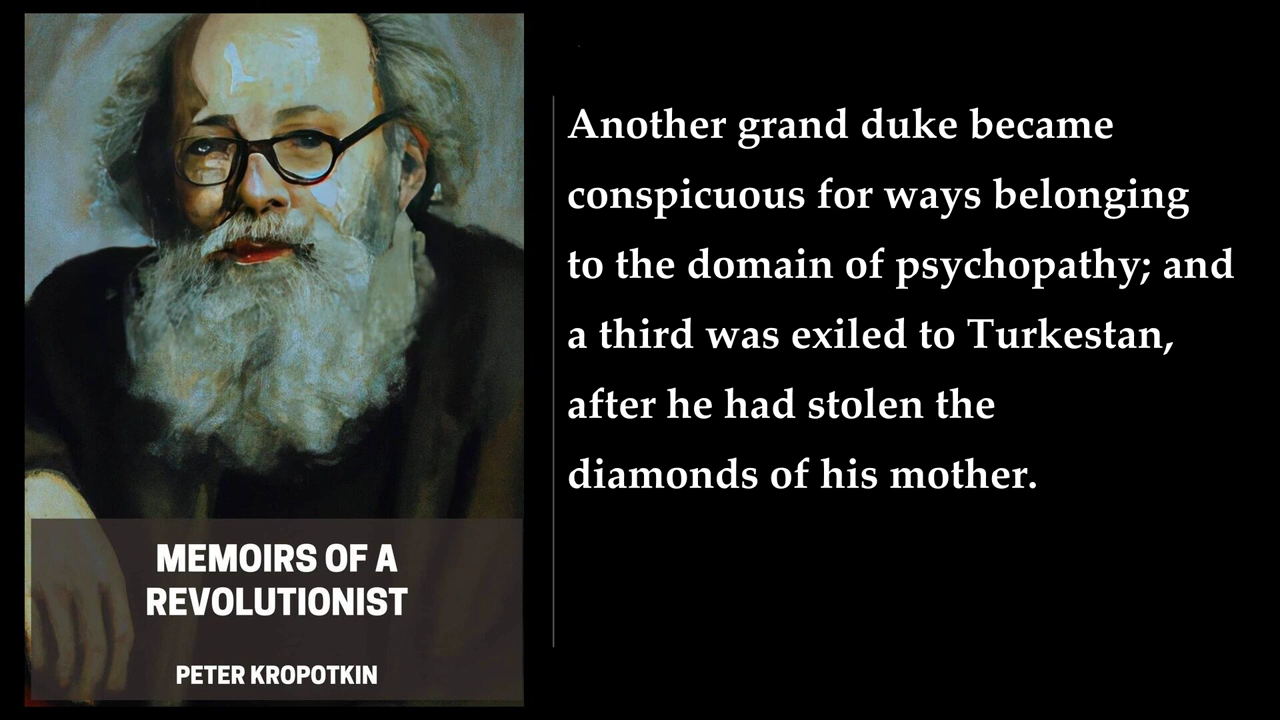 MEMOIRS OF A
REVOLUTIONIST
PETER KROPOTKIN
Another grand duke became
conspicuous for ways belonging
to the domain of psychopathy; and
a third was exiled to Turkestan,
after he had stolen the
diamonds of his mother.